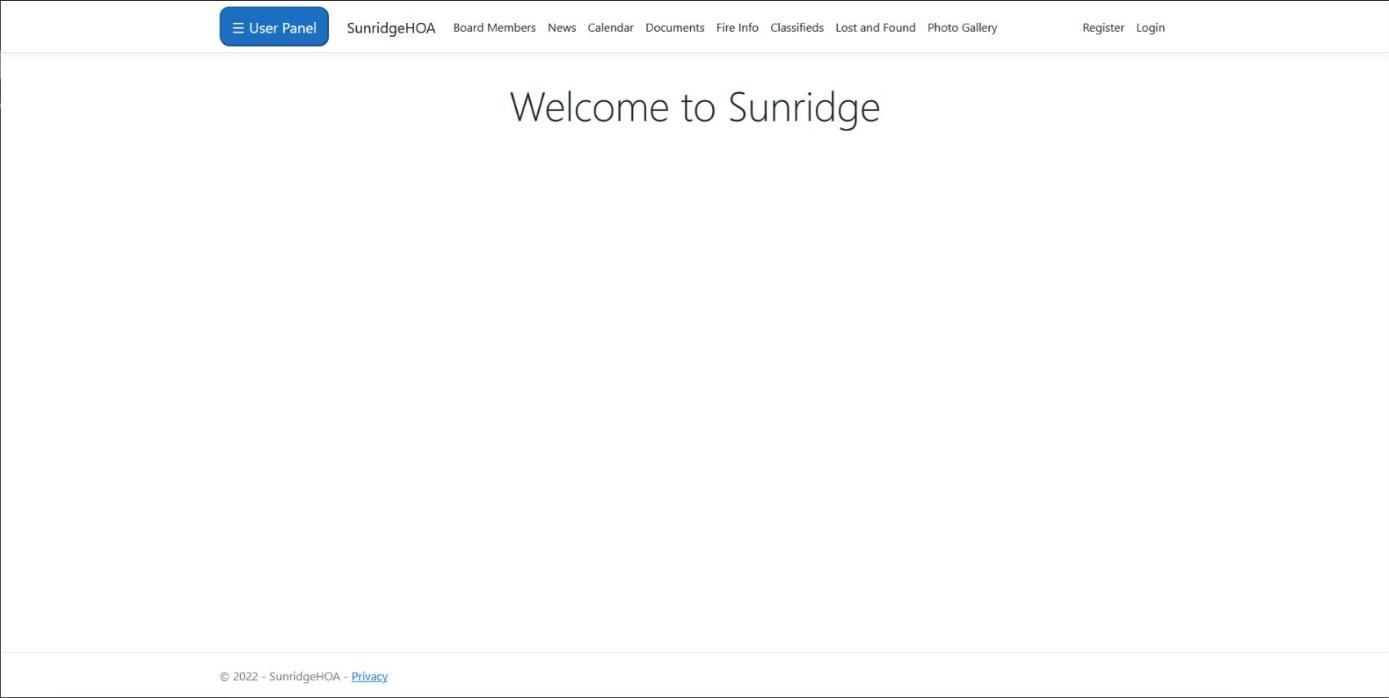 ☰ User Panel SunridgeHOA Board Members News Calendar Documents Fire Info Classifieds Lost and Found Photo Gallery Register Login
Welcome to Sunridge
© 2022 - SunridgeHOA - Privacy